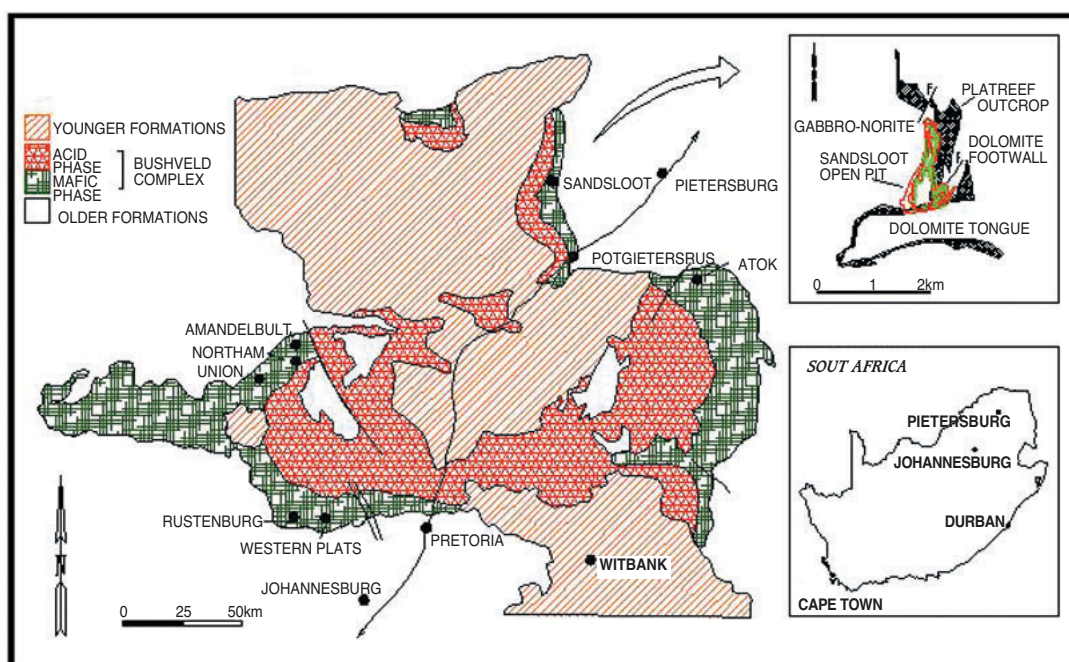 YOUNGER FORMATIONS
ACID
PHASE
MAFIC
PHASE
BUSHVELD
COMPLEX
OLDER FORMATIONS
SANDSLOOT
PIETERSBURG
POTGIETERSRUS
ATOK
AMANDELBULT
NORTHAM
UNION
RUSTENBURG
WESTERN PLATS
PRETORIA
WITBANK
JOHANNESBURG
N
0 25 50km
PLATREEF
OUTCROP
GABBRO-NORITE
F
DOLOMITE
FOOTWALL
SANDSLOOT
OPEN PIT
F
DOLOMITE TONGUE
0 1 2km
SOUT AFRICA
PIETERSBURG
JOHANNESBURG
DURBAN
CAPE TOWN